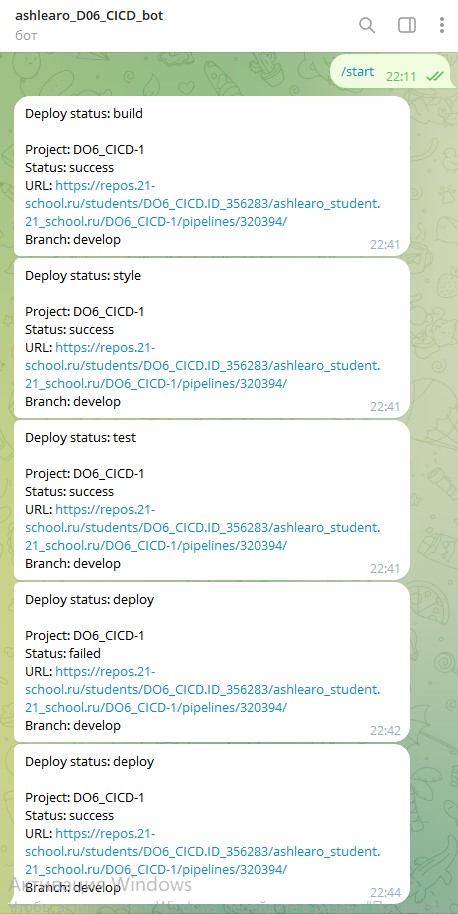 ashlearo_D06_CICD_bot
бот
/start
22:11
Deploy status: build
Project: DO6_CICD-1
Status: success
URL: https://repos.21-
school.ru/students/DO6_CICD.ID_356283/ashlearo_student.
21_school.ru/DO6_CICD-1/pipelines/320394/
Branch: develop
22:41
Deploy status: style
Project: DO6_CICD-1
Status: success
URL: https://repos.21-
school.ru/students/DO6_CICD.ID_356283/ashlearo_student.
21_school.ru/DO6_CICD-1/pipelines/320394/
Branch: develop
22:41
Deploy status: test
Project: DO6_CICD-1
Status: success
URL: https://repos.21-
school.ru/students/DO6_CICD.ID_356283/ashlearo_student.
21_school.ru/DO6_CICD-1/pipelines/320394/
Branch: develop
22:41
Deploy status: deploy
Project: DO6_CICD-1
Status: failed
URL: https://repos.21-
school.ru/students/DO6_CICD.ID_356283/ashlearo_student.
21_school.ru/DO6_CICD-1/pipelines/320394/
Branch: develop
22:42
Deploy status: deploy
Project: DO6_CICD-1
Status: success
URL: https://repos.21-
school.ru/students/DO6_CICD.ID_356283/ashlearo_student.
21_school.ru/DO6_CICD-1/pipelines/320394/
Активация Windows
Branch: develop
22:44